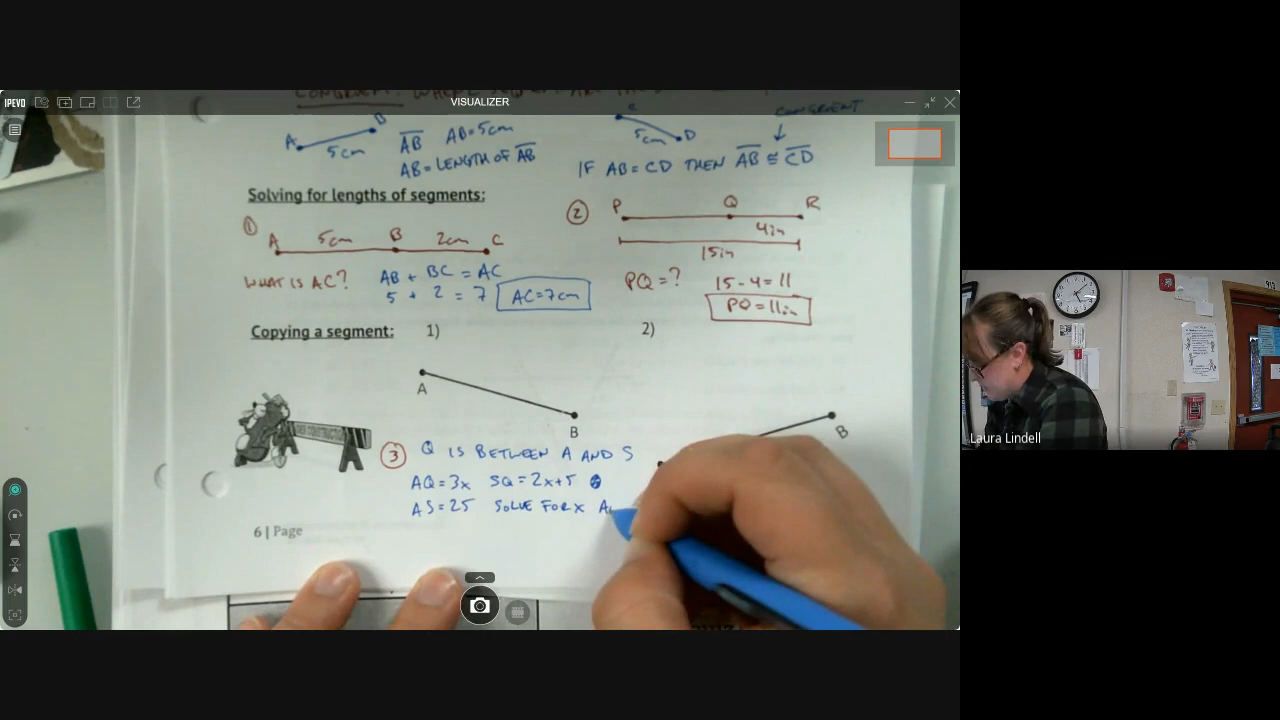 VISUALIZER
IPEVO
CONGRUENT
A
B
5cm
AB AB=5cm
AB=LENGTH OF AB
C
5cm D
IF AB=CD THEN AB ≅ CD
Solving for lengths of segments:
① A 5cm B 2cm C
WHAT IS AC? AB + BC = AC
5 + 2 = 7 AC=7cm
② P Q R
4in
15in
PQ=? 15-4=11
PQ=11in
Copying a segment: 1) 2)
A
B
B
③ Q IS BETWEEN A AND S
AQ=3x SQ=2x+5
AS=25 SOLVE FOR x
6 | Page
913
Laura Lindell